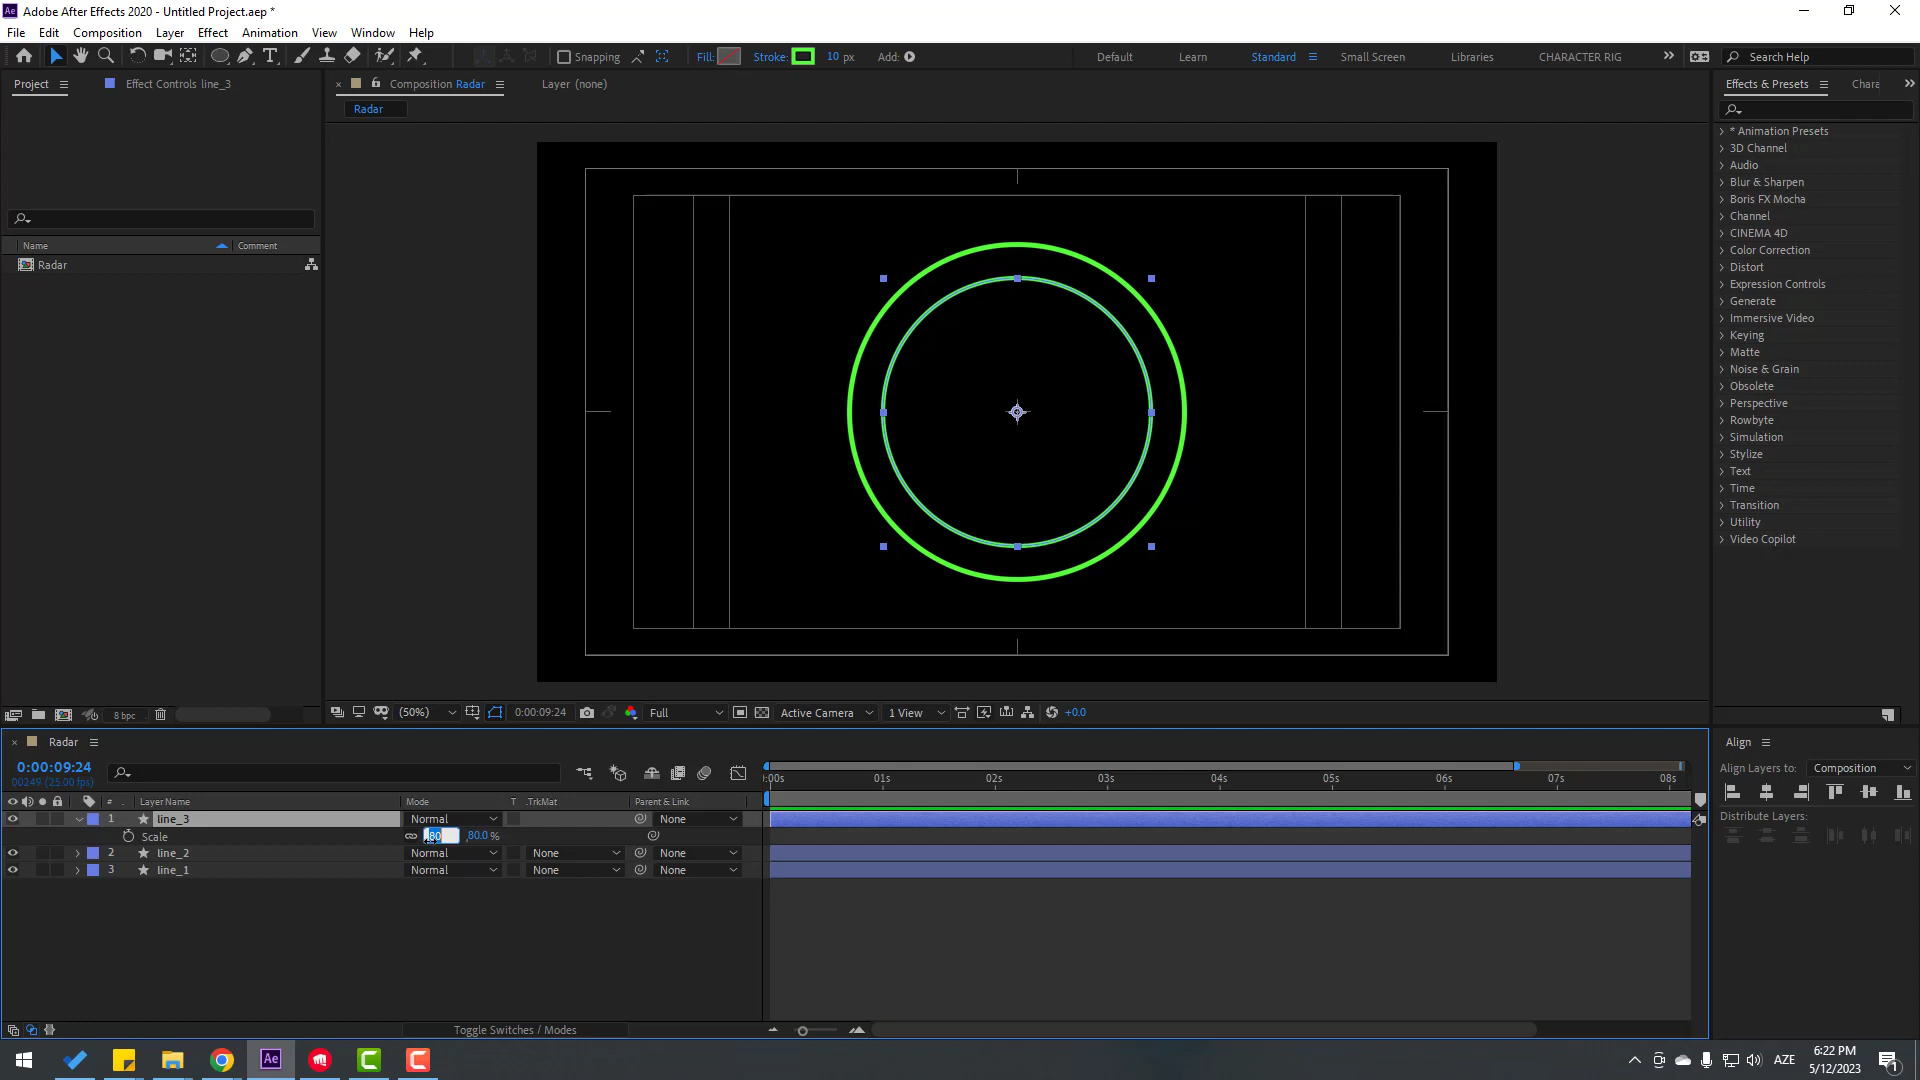 Adobe After Effects 2020 - Untitled Project.aep *
File Edit Composition Layer Effect Animation View Window Help
Snapping Fill: Stroke: 10 px Add: Default Learn Standard Small Screen Libraries CHARACTER RIG Search Help
Project Effect Controls line_3 Composition Radar Layer (none) Effects & Presets Chara
Radar
* Animation Presets
3D Channel
Audio
Blur & Sharpen
Boris FX Mocha
Channel
CINEMA 4D
Color Correction
Distort
Expression Controls
Generate
Immersive Video
Keying
Matte
Noise & Grain
Obsolete
Perspective
Rowbyte
Simulation
Stylize
Text
Time
Transition
Utility
Video Copilot
Name Comment
Radar
8 bpc (50%) 0:00:09:24 Full Active Camera 1 View +0.0
Radar
0:00:09:24
00249 (25.00 fps)
:00s 01s 02s 03s 04s 05s 06s 07s 08s
# Layer Name Mode T .TrkMat Parent & Link
1 line_3 Normal None
Scale 80 ,80.0 %
2 line_2 Normal None None
3 line_1 Normal None None
Toggle Switches / Modes
Align
Align Layers to: Composition
Distribute Layers:
Ae AZE 6:22 PM
5/12/2023
1